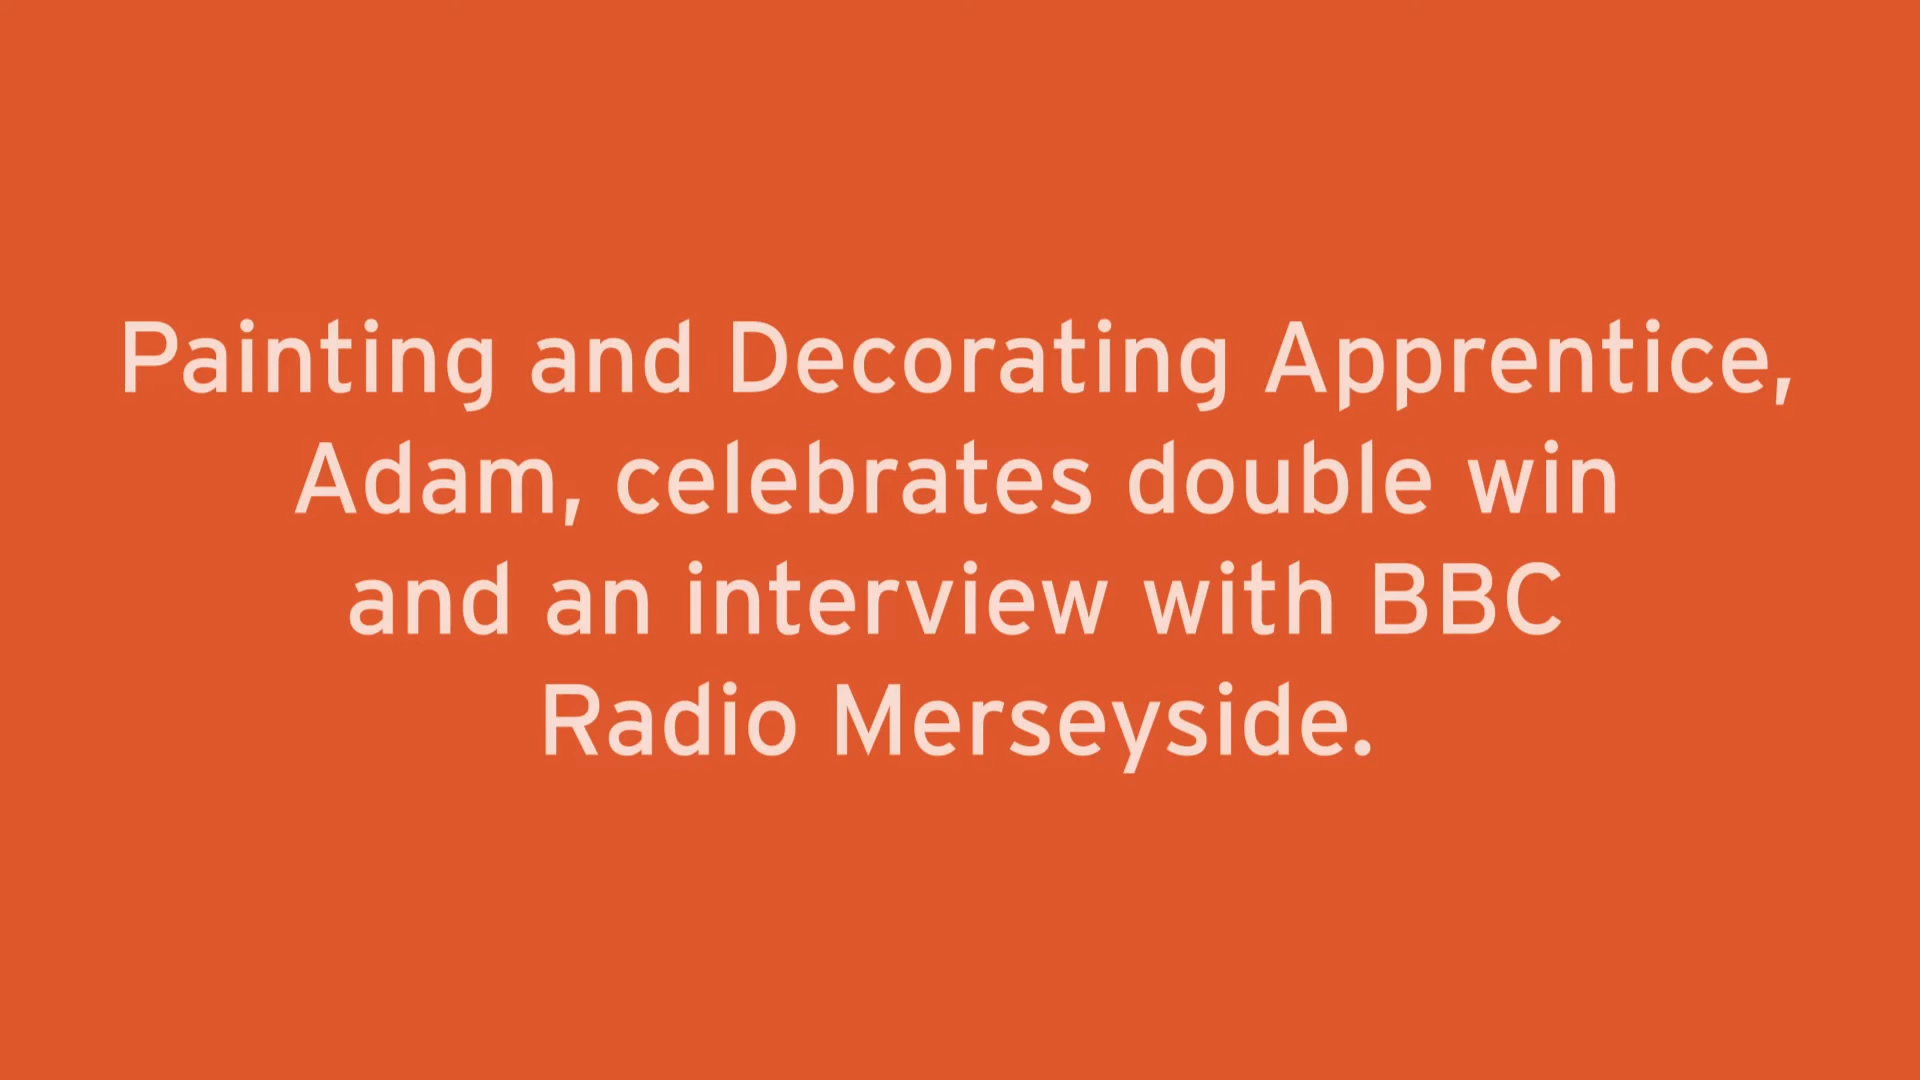 Painting and Decorating Apprentice,
Adam, celebrates double win
and an interview with BBC
Radio Merseyside.